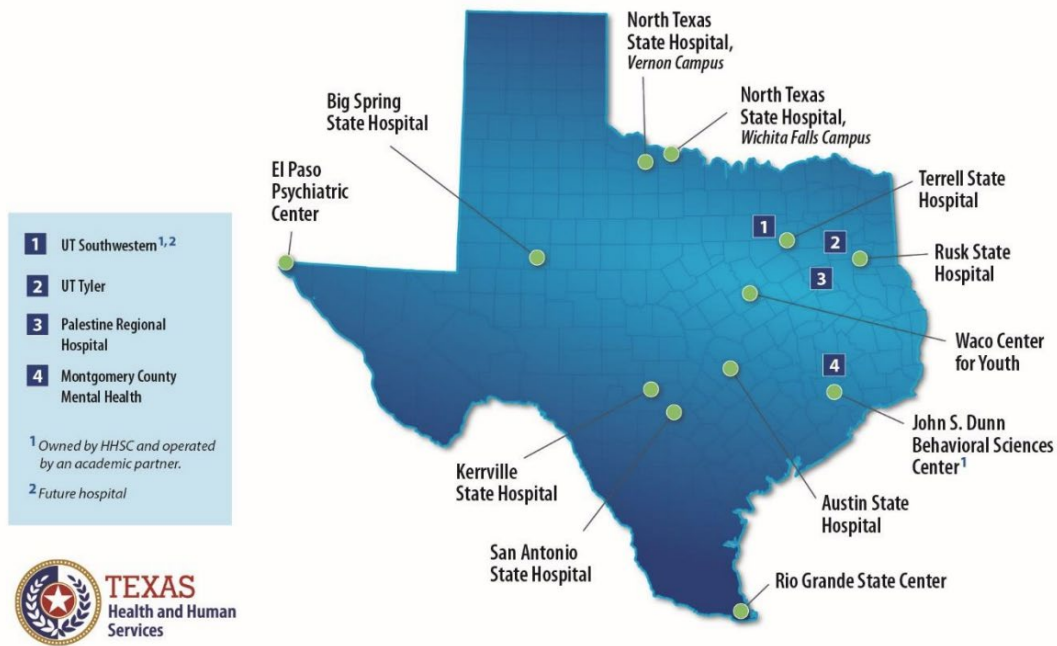 North Texas
State Hospital,
Vernon Campus
North Texas
State Hospital,
Wichita Falls Campus
Big Spring
State Hospital
El Paso
Psychiatric
Center
Terrell State
Hospital
Rusk State
Hospital
Waco Center
for Youth
John S. Dunn
Behavioral Sciences
Center1
Austin State
Hospital
Kerrville
State Hospital
San Antonio
State Hospital
Rio Grande State Center
1
2
3
4
1 UT Southwestern1, 2
2 UT Tyler
3 Palestine Regional
Hospital
4 Montgomery County
Mental Health
1 Owned by HHSC and operated
by an academic partner.
2 Future hospital
TEXAS
Health and Human
Services